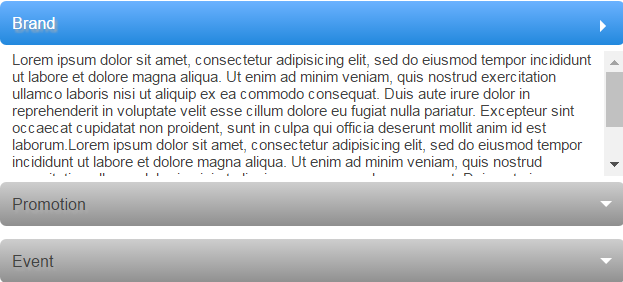 Brand
Lorem ipsum dolor sit amet, consectetur adipisicing elit, sed do eiusmod tempor incididunt
ut labore et dolore magna aliqua. Ut enim ad minim veniam, quis nostrud exercitation
ullamco laboris nisi ut aliquip ex ea commodo consequat. Duis aute irure dolor in
reprehenderit in voluptate velit esse cillum dolore eu fugiat nulla pariatur. Excepteur sint
occaecat cupidatat non proident, sunt in culpa qui officia deserunt mollit anim id est
laborum.Lorem ipsum dolor sit amet, consectetur adipisicing elit, sed do eiusmod tempor
incididunt ut labore et dolore magna aliqua. Ut enim ad minim veniam, quis nostrud
Promotion
Event